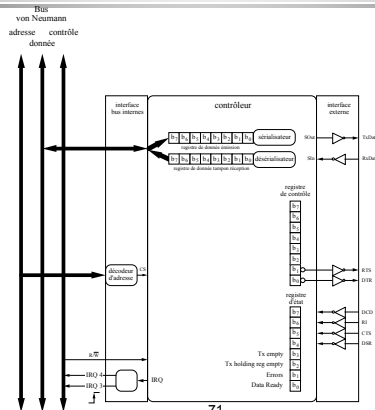 Bus
von Neumann
adresse contrôle
donnée
interface
bus internes
contrôleur
interface
externe
b7 b6 b5 b4 b3 b2 b1 b0
sérialisateur
SOut
TxDat
registre de donnée émission
b7 b6 b5 b4 b3 b2 b1 b0
désérialisateur
SIn
RxDat
registre de donnée tampon réception
registre
de contrôle
b7
b6
b5
b4
b3
b2
b1
b0
RTS
DTR
décodeur
d'adresse
CS
registre
d'état
b7
b6
b5
b4
b3
b2
b1
b0
DCD
RI
CTS
DSR
Tx empty
Tx holding reg empty
Errors
Data Ready
R/W
IRQ 4
IRQ 3
IRQ
71